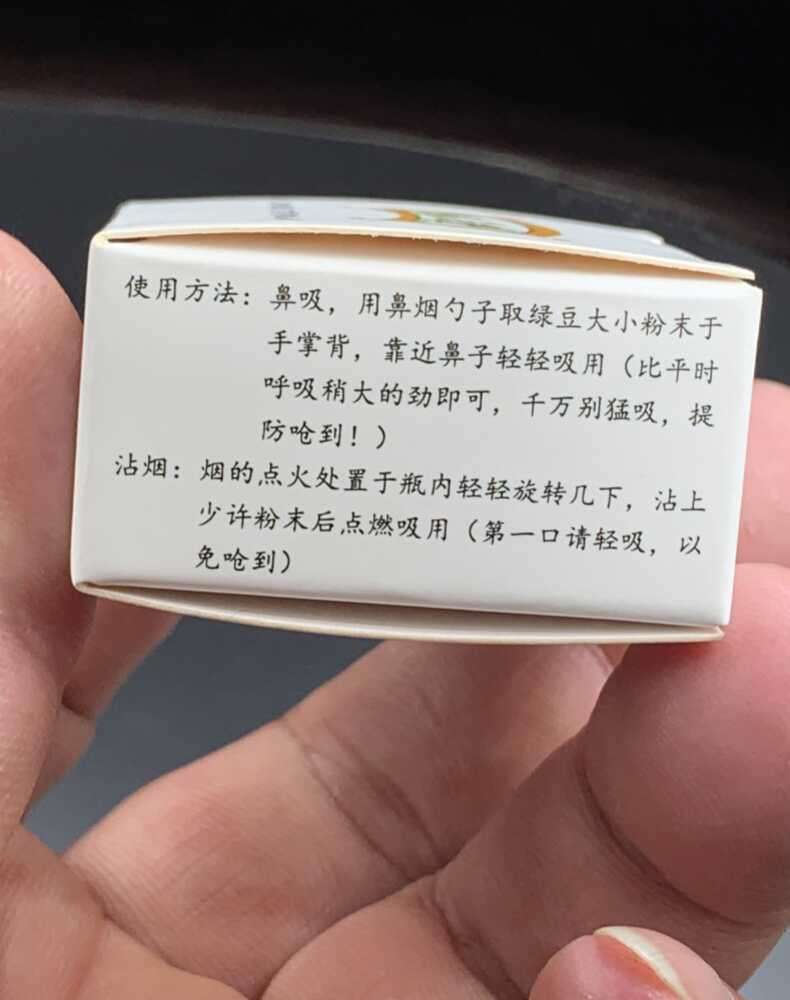 使用方法：鼻吸，用鼻烟勺子取绿豆大小粉末于
手掌背，靠近鼻子轻轻吸用（比平时
呼吸稍大的劲即可，千万别猛吸，提
防呛到！）
沾烟：烟的点火处置于瓶内轻轻旋转几下，沾上
少许粉末后点燃吸用（第一口请轻吸，以
免呛到）